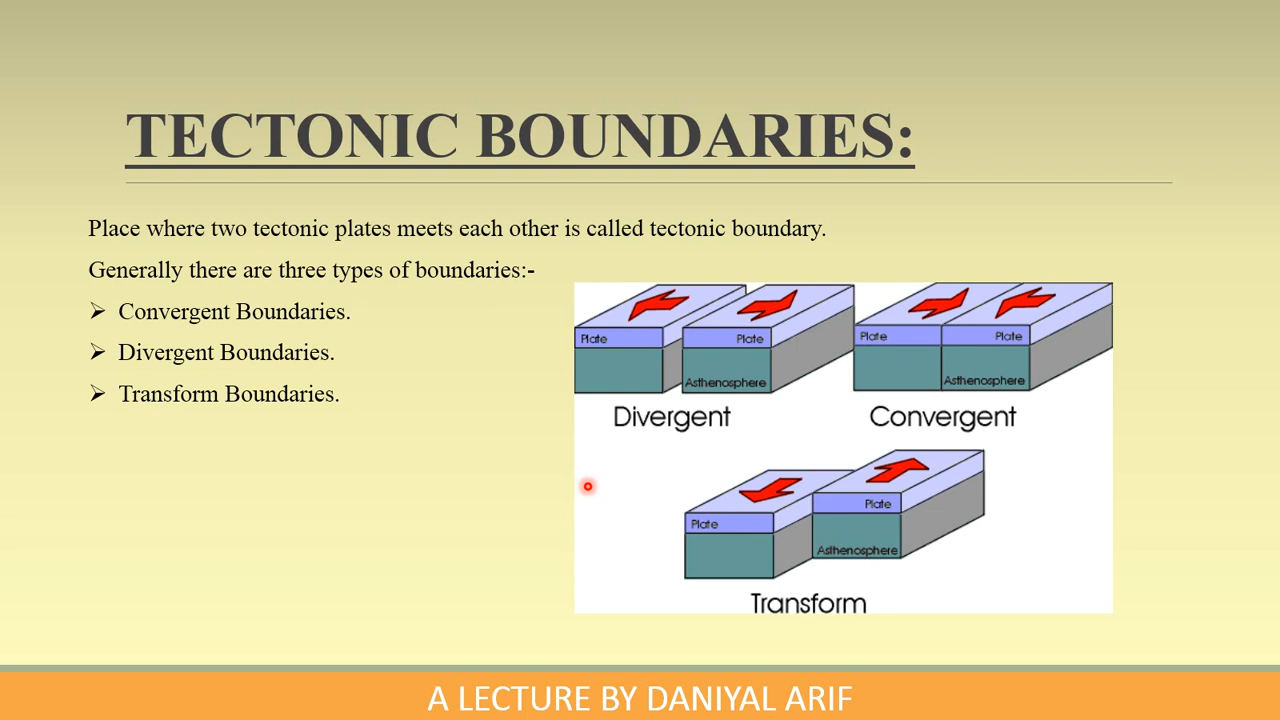 TECTONIC BOUNDARIES:
Place where two tectonic plates meets each other is called tectonic boundary.
Generally there are three types of boundaries:-
Convergent Boundaries.
Divergent Boundaries.
Transform Boundaries.
Plate
Plate
Asthenosphere
Divergent
Plate
Plate
Asthenosphere
Convergent
Plate
Plate
Asthenosphere
Transform
A LECTURE BY DANIYAL ARIF